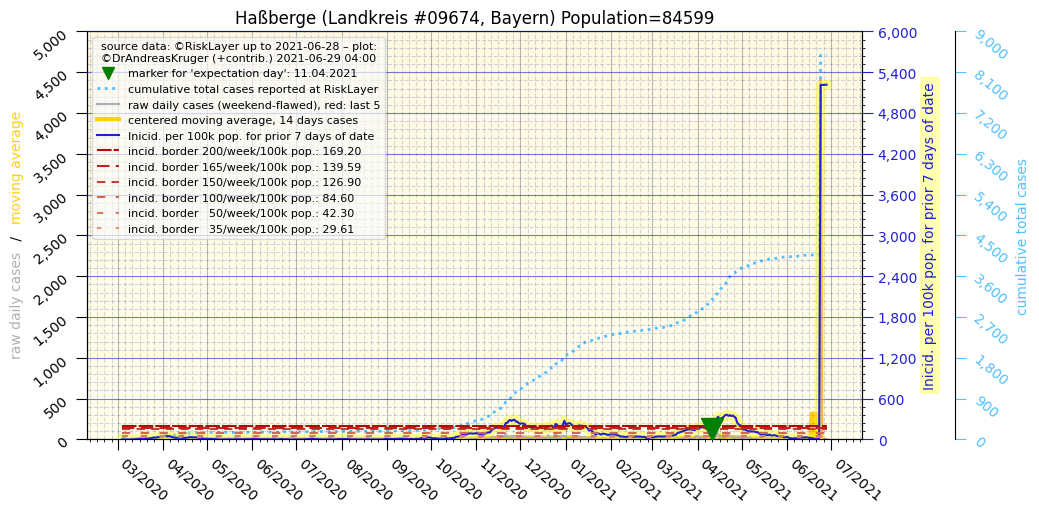 Haßberge (Landkreis #09674, Bayern) Population=84599
source data: ©RiskLayer up to 2021-06-28 – plot:
©DrAndreasKruger (+contrib.) 2021-06-29 04:00
marker for 'expectation day': 11.04.2021
cumulative total cases reported at RiskLayer
raw daily cases (weekend-flawed), red: last 5
centered moving average, 14 days cases
Inicid. per 100k pop. for prior 7 days of date
incid. border 200/week/100k pop.: 169.20
incid. border 165/week/100k pop.: 139.59
incid. border 150/week/100k pop.: 126.90
incid. border 100/week/100k pop.: 84.60
incid. border 50/week/100k pop.: 42.30
incid. border 35/week/100k pop.: 29.61
raw daily cases / moving average
5,000
4,500
4,000
3,500
3,000
2,500
2,000
1,500
1,000
500
0
6,000
5,400
4,800
4,200
3,600
3,000
2,400
1,800
1,200
600
0
Inicid. per 100k pop. for prior 7 days of date
9,000
8,100
7,200
6,300
5,400
4,500
3,600
2,700
1,800
900
0
cumulative total cases
03/2020
04/2020
05/2020
06/2020
07/2020
08/2020
09/2020
10/2020
11/2020
12/2020
01/2021
02/2021
03/2021
04/2021
05/2021
06/2021
07/2021